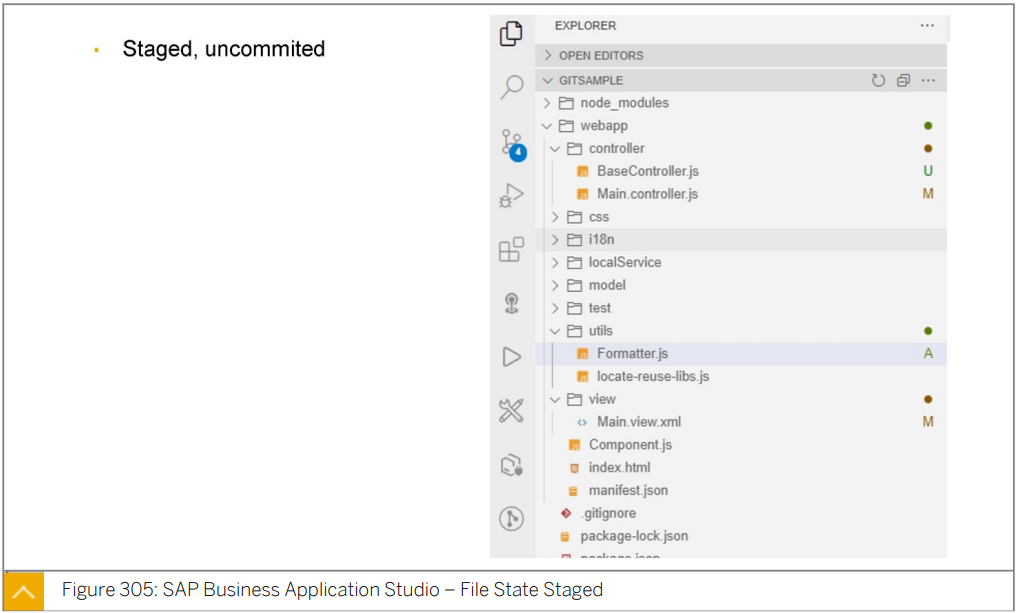 • Staged, uncommited
EXPLORER ...
OPEN EDITORS
GITSAMPLE ...
node_modules
webapp
controller
4
BaseController.js U
Main.controller.js M
css
i18n
localService
model
test
utils
Formatter.js A
locate-reuse-libs.js
view
Main.view.xml M
Component.js
index.html
manifest.json
.gitignore
package-lock.json
package.json
Figure 305: SAP Business Application Studio – File State Staged